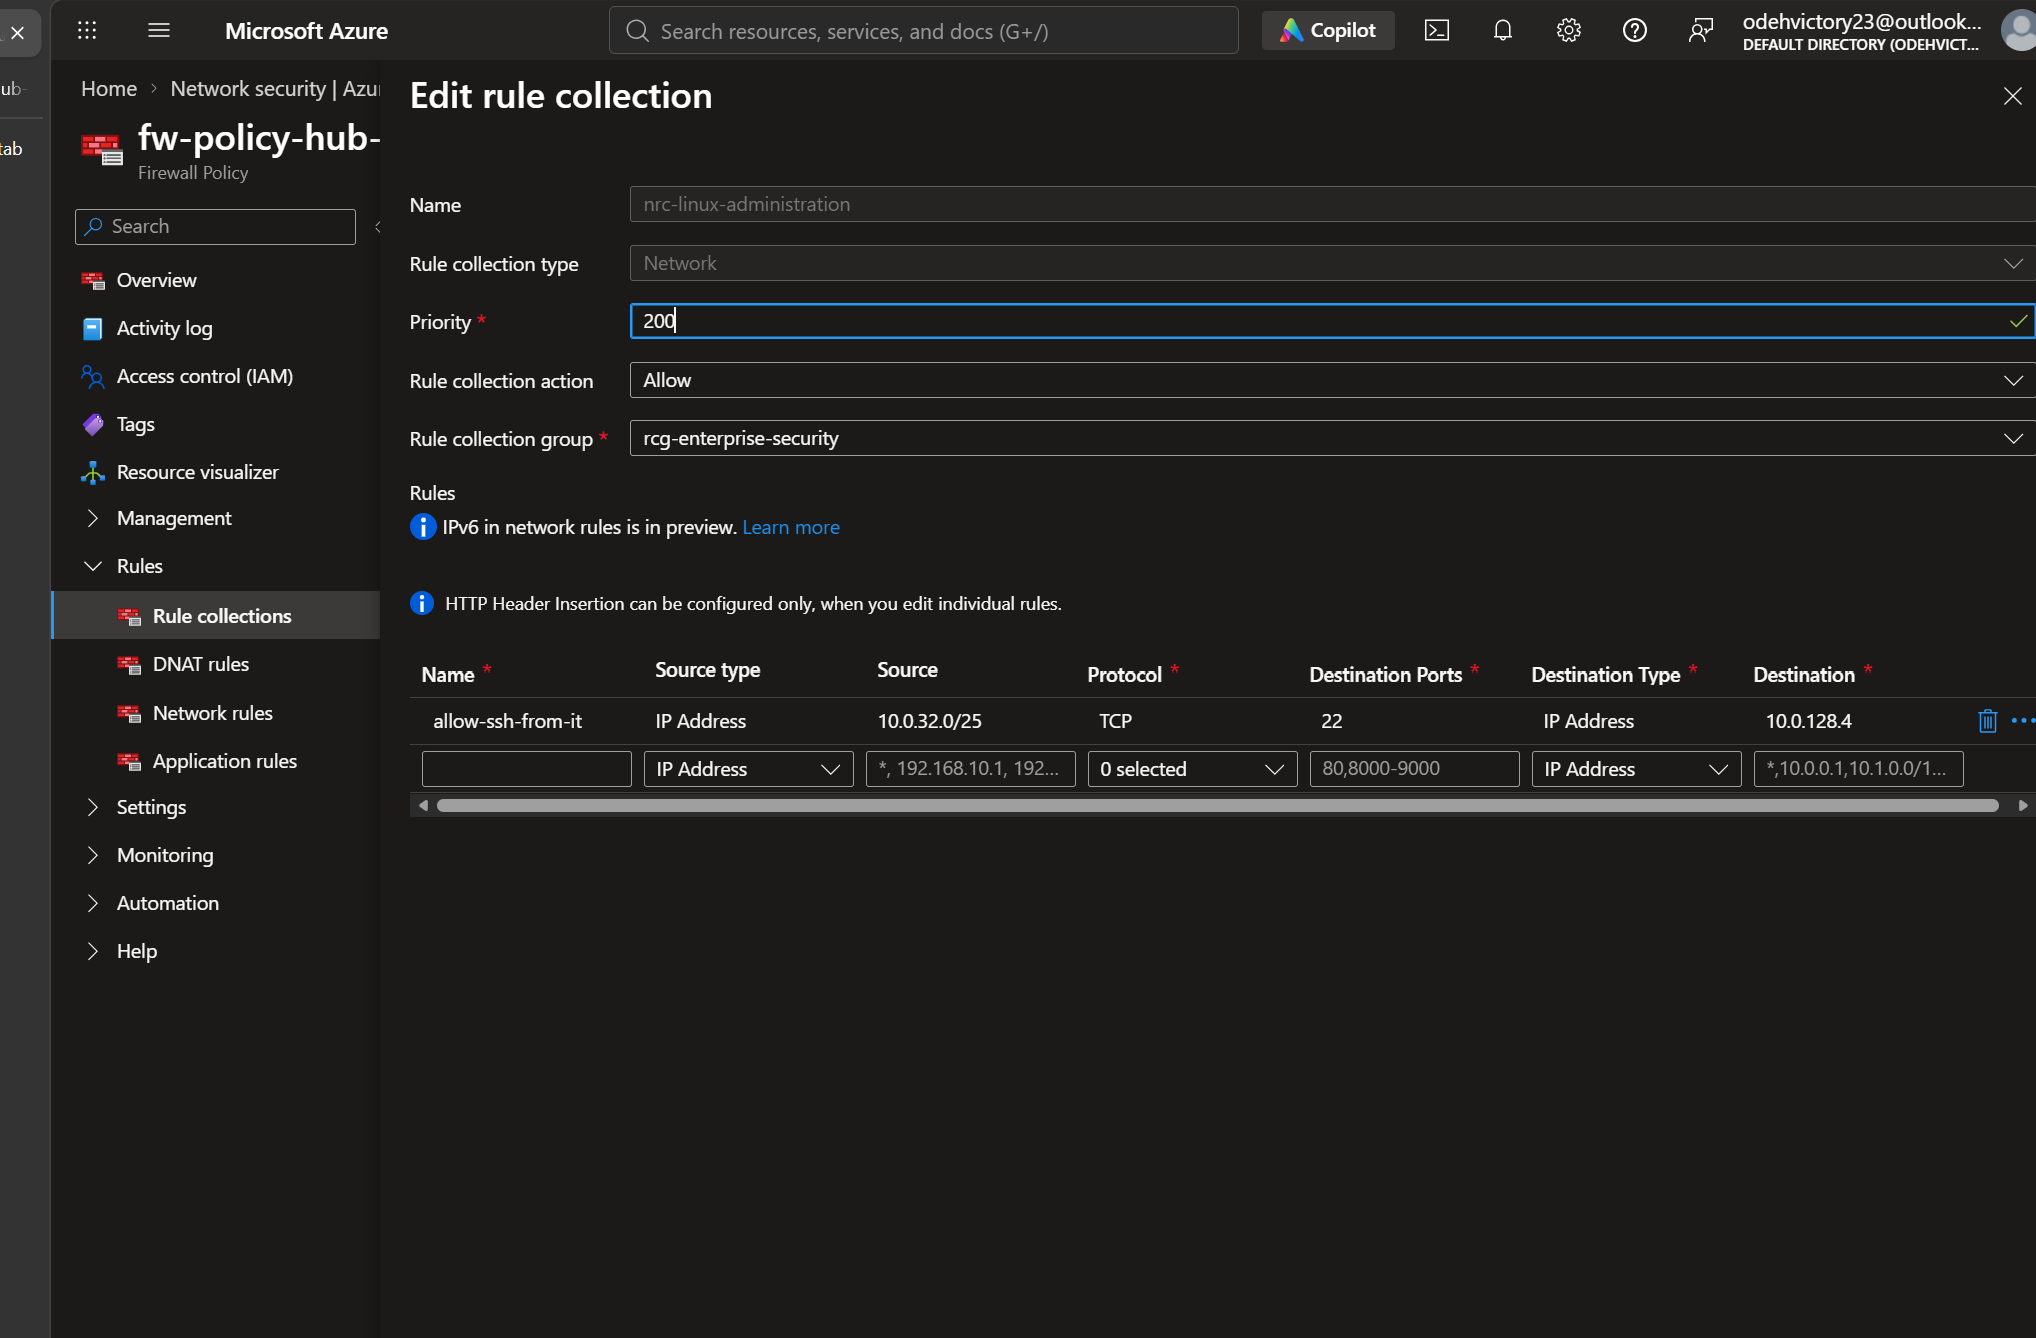 Microsoft Azure
Search resources, services, and docs (G+/)
Copilot
odehvictory23@outlook...
DEFAULT DIRECTORY (ODEHVICT...
ub-
tab
Home > Network security | Azu
fw-policy-hub-
Firewall Policy
Search
Overview
Activity log
Access control (IAM)
Tags
Resource visualizer
Management
Rules
Rule collections
DNAT rules
Network rules
Application rules
Settings
Monitoring
Automation
Help
Edit rule collection
Name
nrc-linux-administration
Rule collection type
Network
Priority *
200
Rule collection action
Allow
Rule collection group *
rcg-enterprise-security
Rules
IPv6 in network rules is in preview. Learn more
HTTP Header Insertion can be configured only, when you edit individual rules.
Name * Source type Source Protocol * Destination Ports * Destination Type * Destination *
allow-ssh-from-it IP Address 10.0.32.0/25 TCP 22 IP Address 10.0.128.4
IP Address *, 192.168.10.1, 192... 0 selected 80,8000-9000 IP Address *,10.0.0.1,10.1.0.0/1...